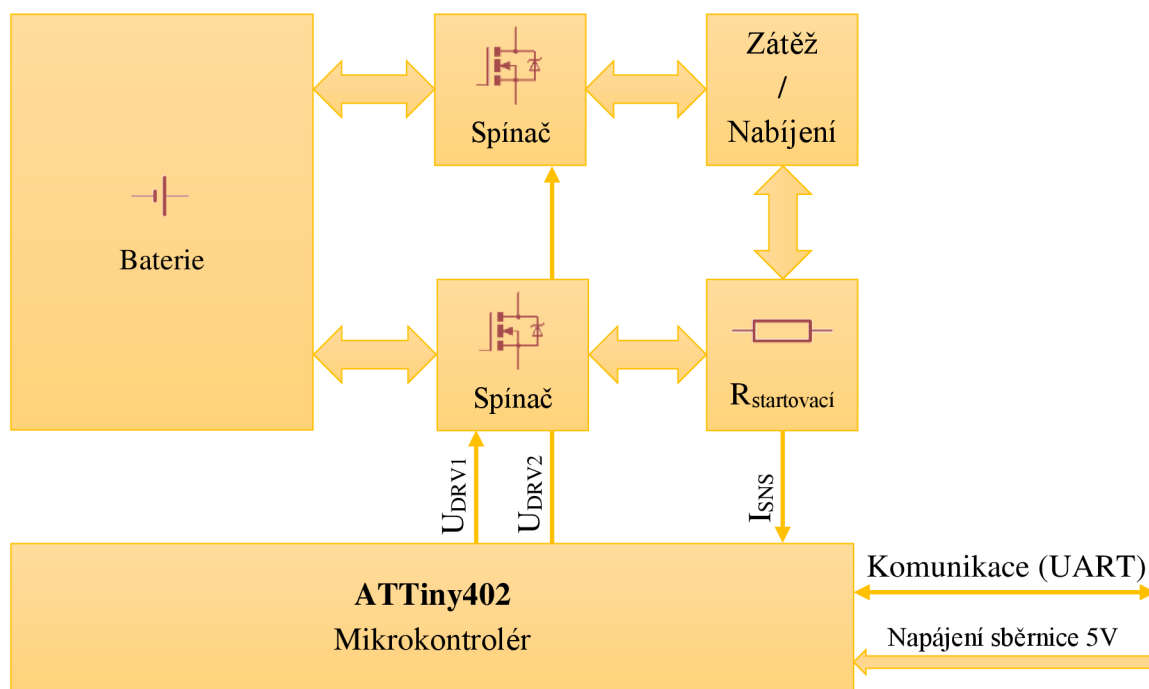 Spínač
Zátěž
/
Nabíjení
Baterie
Spínač
Rstartovací
UDRV1
UDRV2
ISNS
ATTiny402
Mikrokontrolér
Komunikace (UART)
Napájení sběrnice 5V